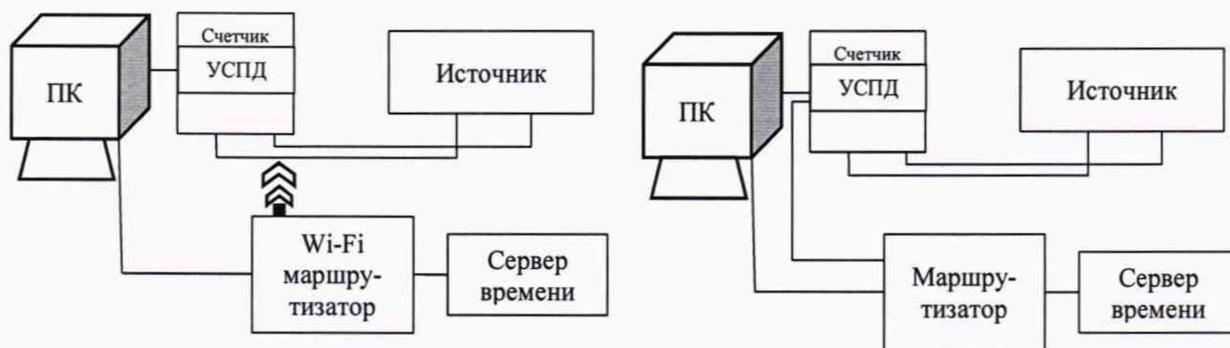 ПК
Счетчик
УСПД
Источник
Wi-Fi
маршру-
тизатор
Сервер
времени
ПК
Счетчик
УСПД
Источник
Маршру-
тизатор
Сервер
времени